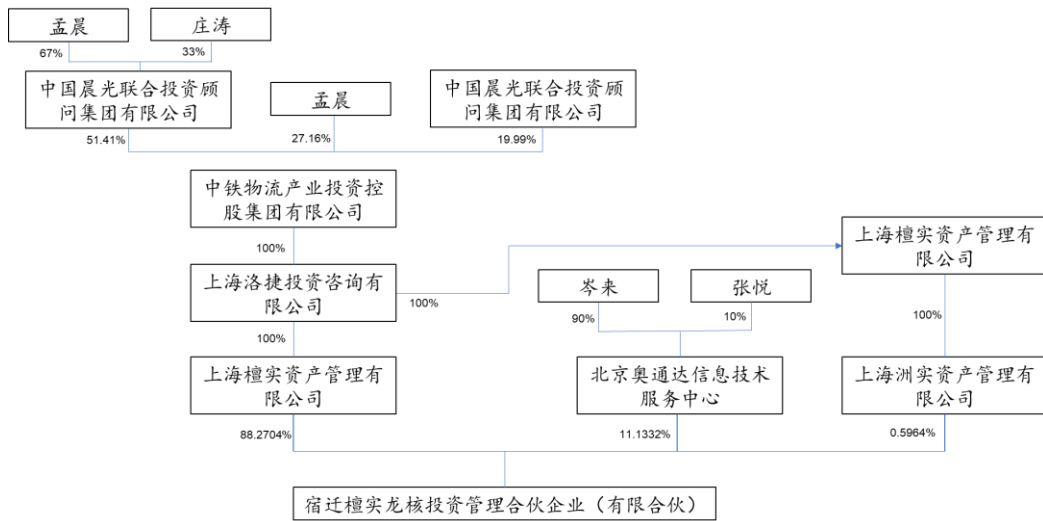 孟晨
庄涛
67%
33%
中国晨光联合投资顾
问集团有限公司
孟晨
中国晨光联合投资顾
问集团有限公司
51.41%
27.16%
19.99%
中铁物流产业投资控
股集团有限公司
100%
上海洛捷投资咨询有
限公司
100%
上海檀实资产管理有
限公司
岑来
张悦
90%
10%
100%
100%
上海檀实资产管理有
限公司
北京奥通达信息技术
服务中心
上海洲实资产管理有
限公司
88.2704%
11.1332%
0.5964%
宿迁檀实龙核投资管理合伙企业（有限合伙）